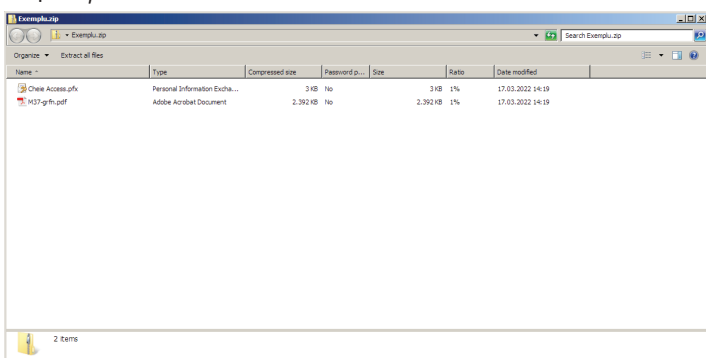 Exemplu.zip
Exemplu.zip
Search Exemplu.zip
Organize Extract all files
Name Type Compressed size Password p... Size Ratio Date modified
Cheie Access.pfx Personal Information Excha... 3 KB No 3 KB 1% 17.03.2022 14:19
M37-grfn.pdf Adobe Acrobat Document 2.392 KB No 2.392 KB 1% 17.03.2022 14:19
2 items